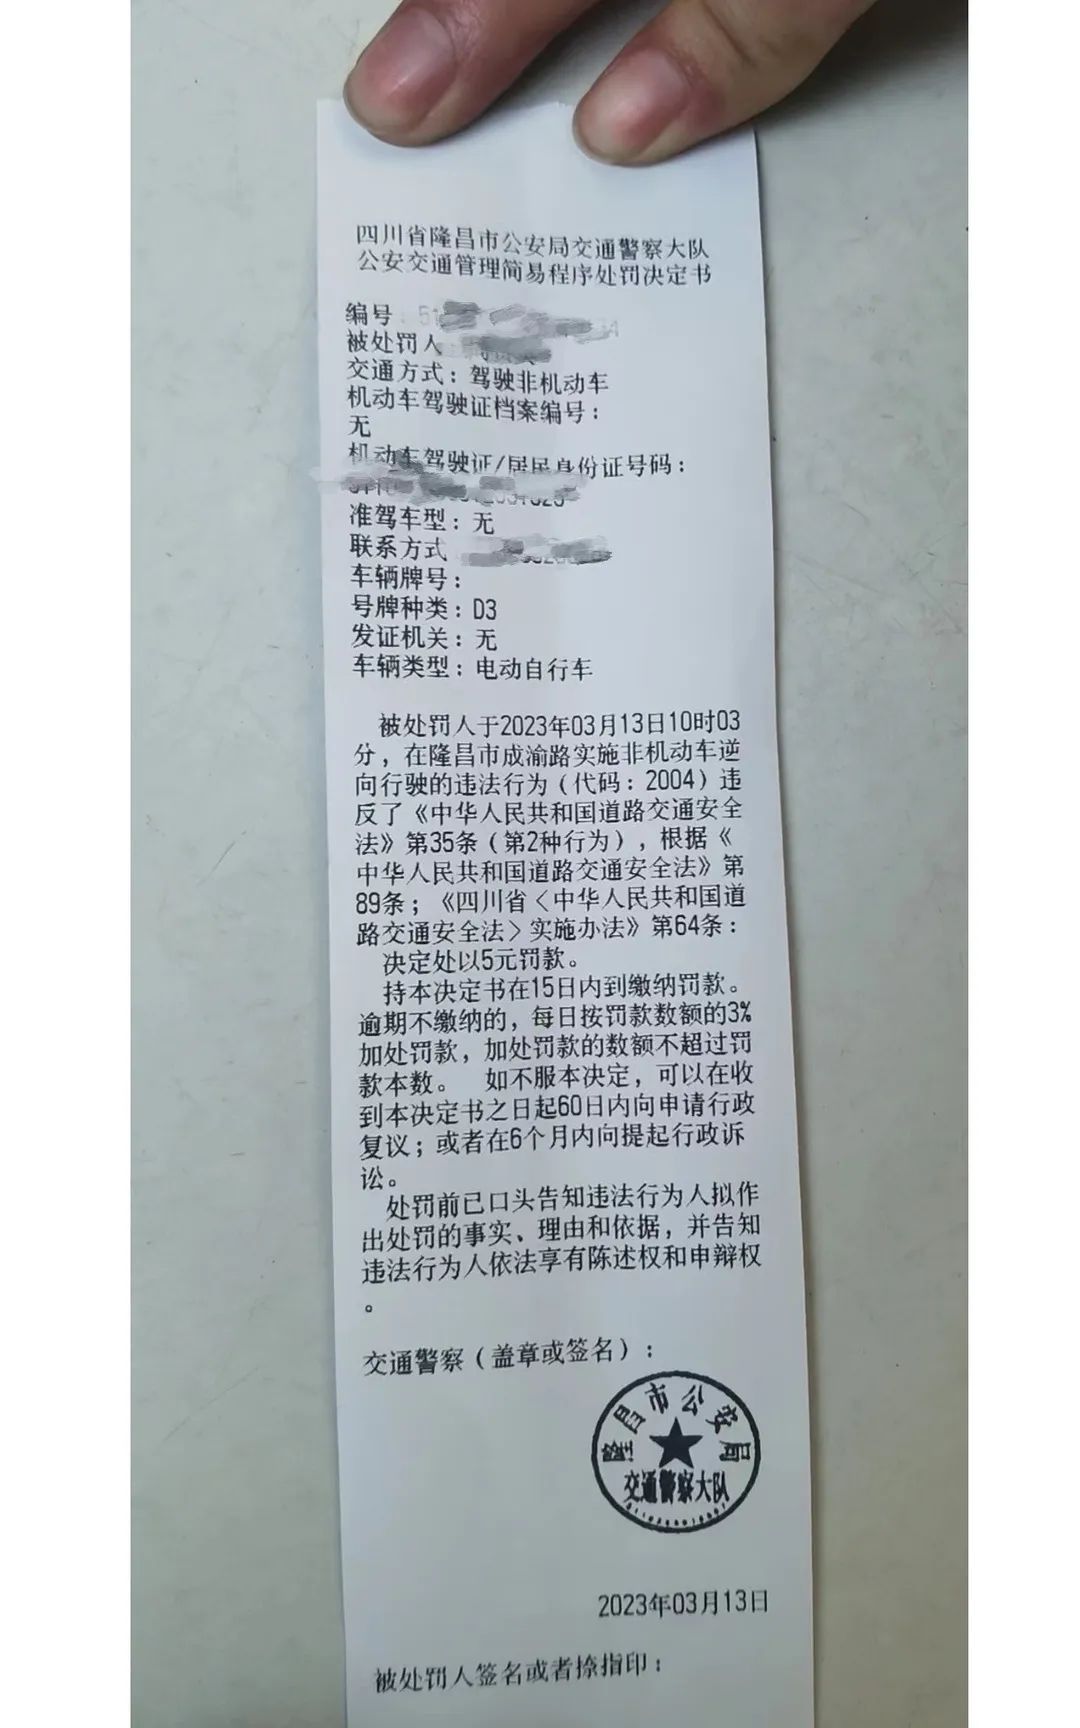 四川省隆昌市公安局交通警察大队
公安交通管理简易程序处罚决定书
编号：51
被处罚人
交通方式：驾驶非机动车
机动车驾驶证档案编号：
无
机动车驾驶证/居民身份证号码：
准驾车型：无
联系方式
车辆牌号：
号牌种类：D3
发证机关：无
车辆类型：电动自行车
被处罚人于2023年03月13日10时03
分，在隆昌市成渝路实施非机动车逆
向行驶的违法行为（代码：2004）违
反了《中华人民共和国道路交通安全
法》第35条（第2种行为），根据《
中华人民共和国道路交通安全法》第
89条；《四川省〈中华人民共和国道
路交通安全法〉实施办法》第64条：
决定处以5元罚款。
持本决定书在15日内到缴纳罚款。
逾期不缴纳的，每日按罚款数额的3%
加处罚款，加处罚款的数额不超过罚
款本数。 如不服本决定，可以在收
到本决定书之日起60日内向申请行政
复议；或者在6个月内向提起行政诉
讼。
处罚前已口头告知违法行为人拟作
出处罚的事实、理由和依据，并告知
违法行为人依法享有陈述权和申辩权
。
交通警察（盖章或签名）：
隆昌市公安局
交通警察大队
2023年03月13日
被处罚人签名或者捺指印：